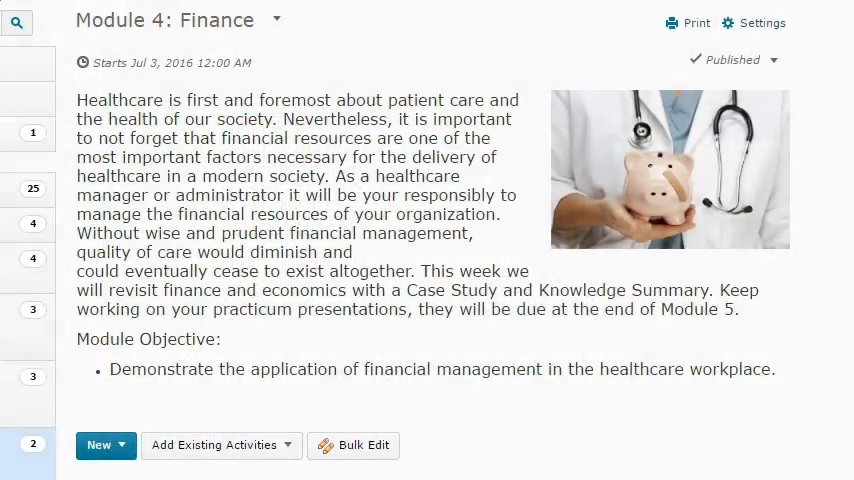 Module 4: Finance
Print
Settings
Starts Jul 3, 2016 12:00 AM
Published
Healthcare is first and foremost about patient care and
the health of our society. Nevertheless, it is important
to not forget that financial resources are one of the
most important factors necessary for the delivery of
healthcare in a modern society. As a healthcare
manager or administrator it will be your responsibly to
manage the financial resources of your organization.
Without wise and prudent financial management,
quality of care would diminish and
could eventually cease to exist altogether. This week we
will revisit finance and economics with a Case Study and Knowledge Summary. Keep
working on your practicum presentations, they will be due at the end of Module 5.
Module Objective:
• Demonstrate the application of financial management in the healthcare workplace.
New
Add Existing Activities
Bulk Edit
1
25
4
4
3
3
2